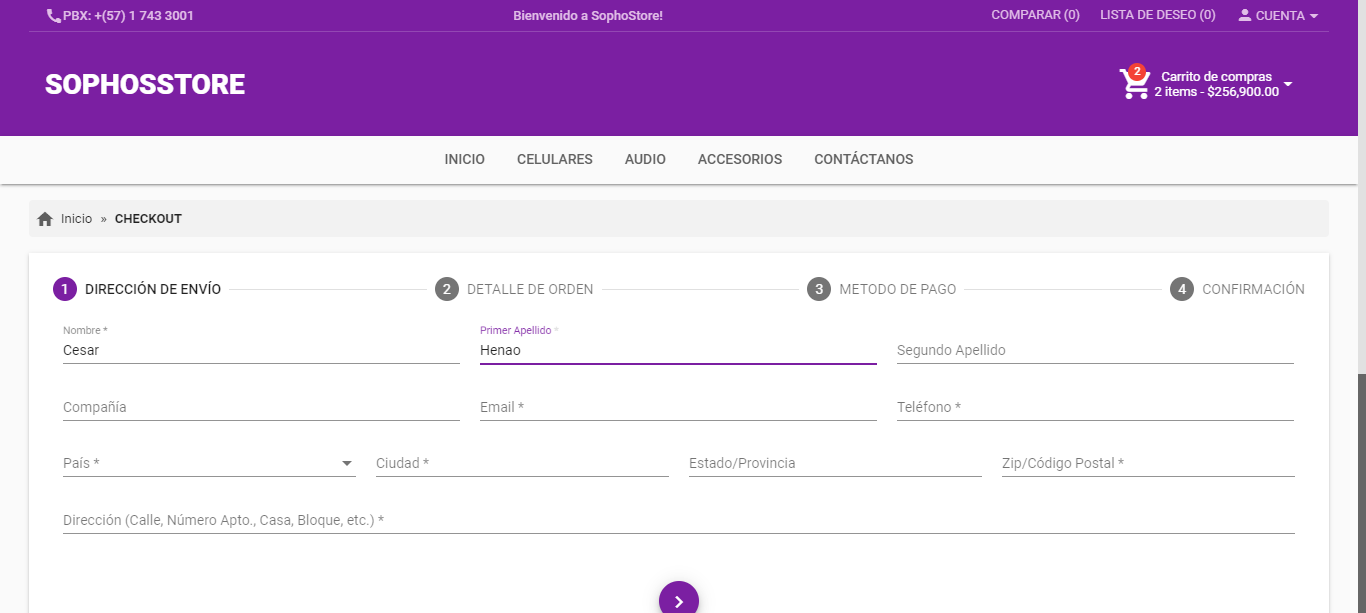 PBX: +(57) 1 743 3001
Bienvenido a SophoStore!
COMPARAR (0)
LISTA DE DESEO (0)
CUENTA
SOPHOSSTORE
2
Carrito de compras
2 items - $256,900.00
INICIO
CELULARES
AUDIO
ACCESORIOS
CONTÁCTANOS
Inicio » CHECKOUT
1 DIRECCIÓN DE ENVÍO
2 DETALLE DE ORDEN
3 METODO DE PAGO
4 CONFIRMACIÓN
Nombre *
Cesar
Primer Apellido *
Henao
Segundo Apellido
Compañía
Email *
Teléfono *
País *
Ciudad *
Estado/Provincia
Zip/Código Postal *
Dirección (Calle, Número Apto., Casa, Bloque, etc.) *